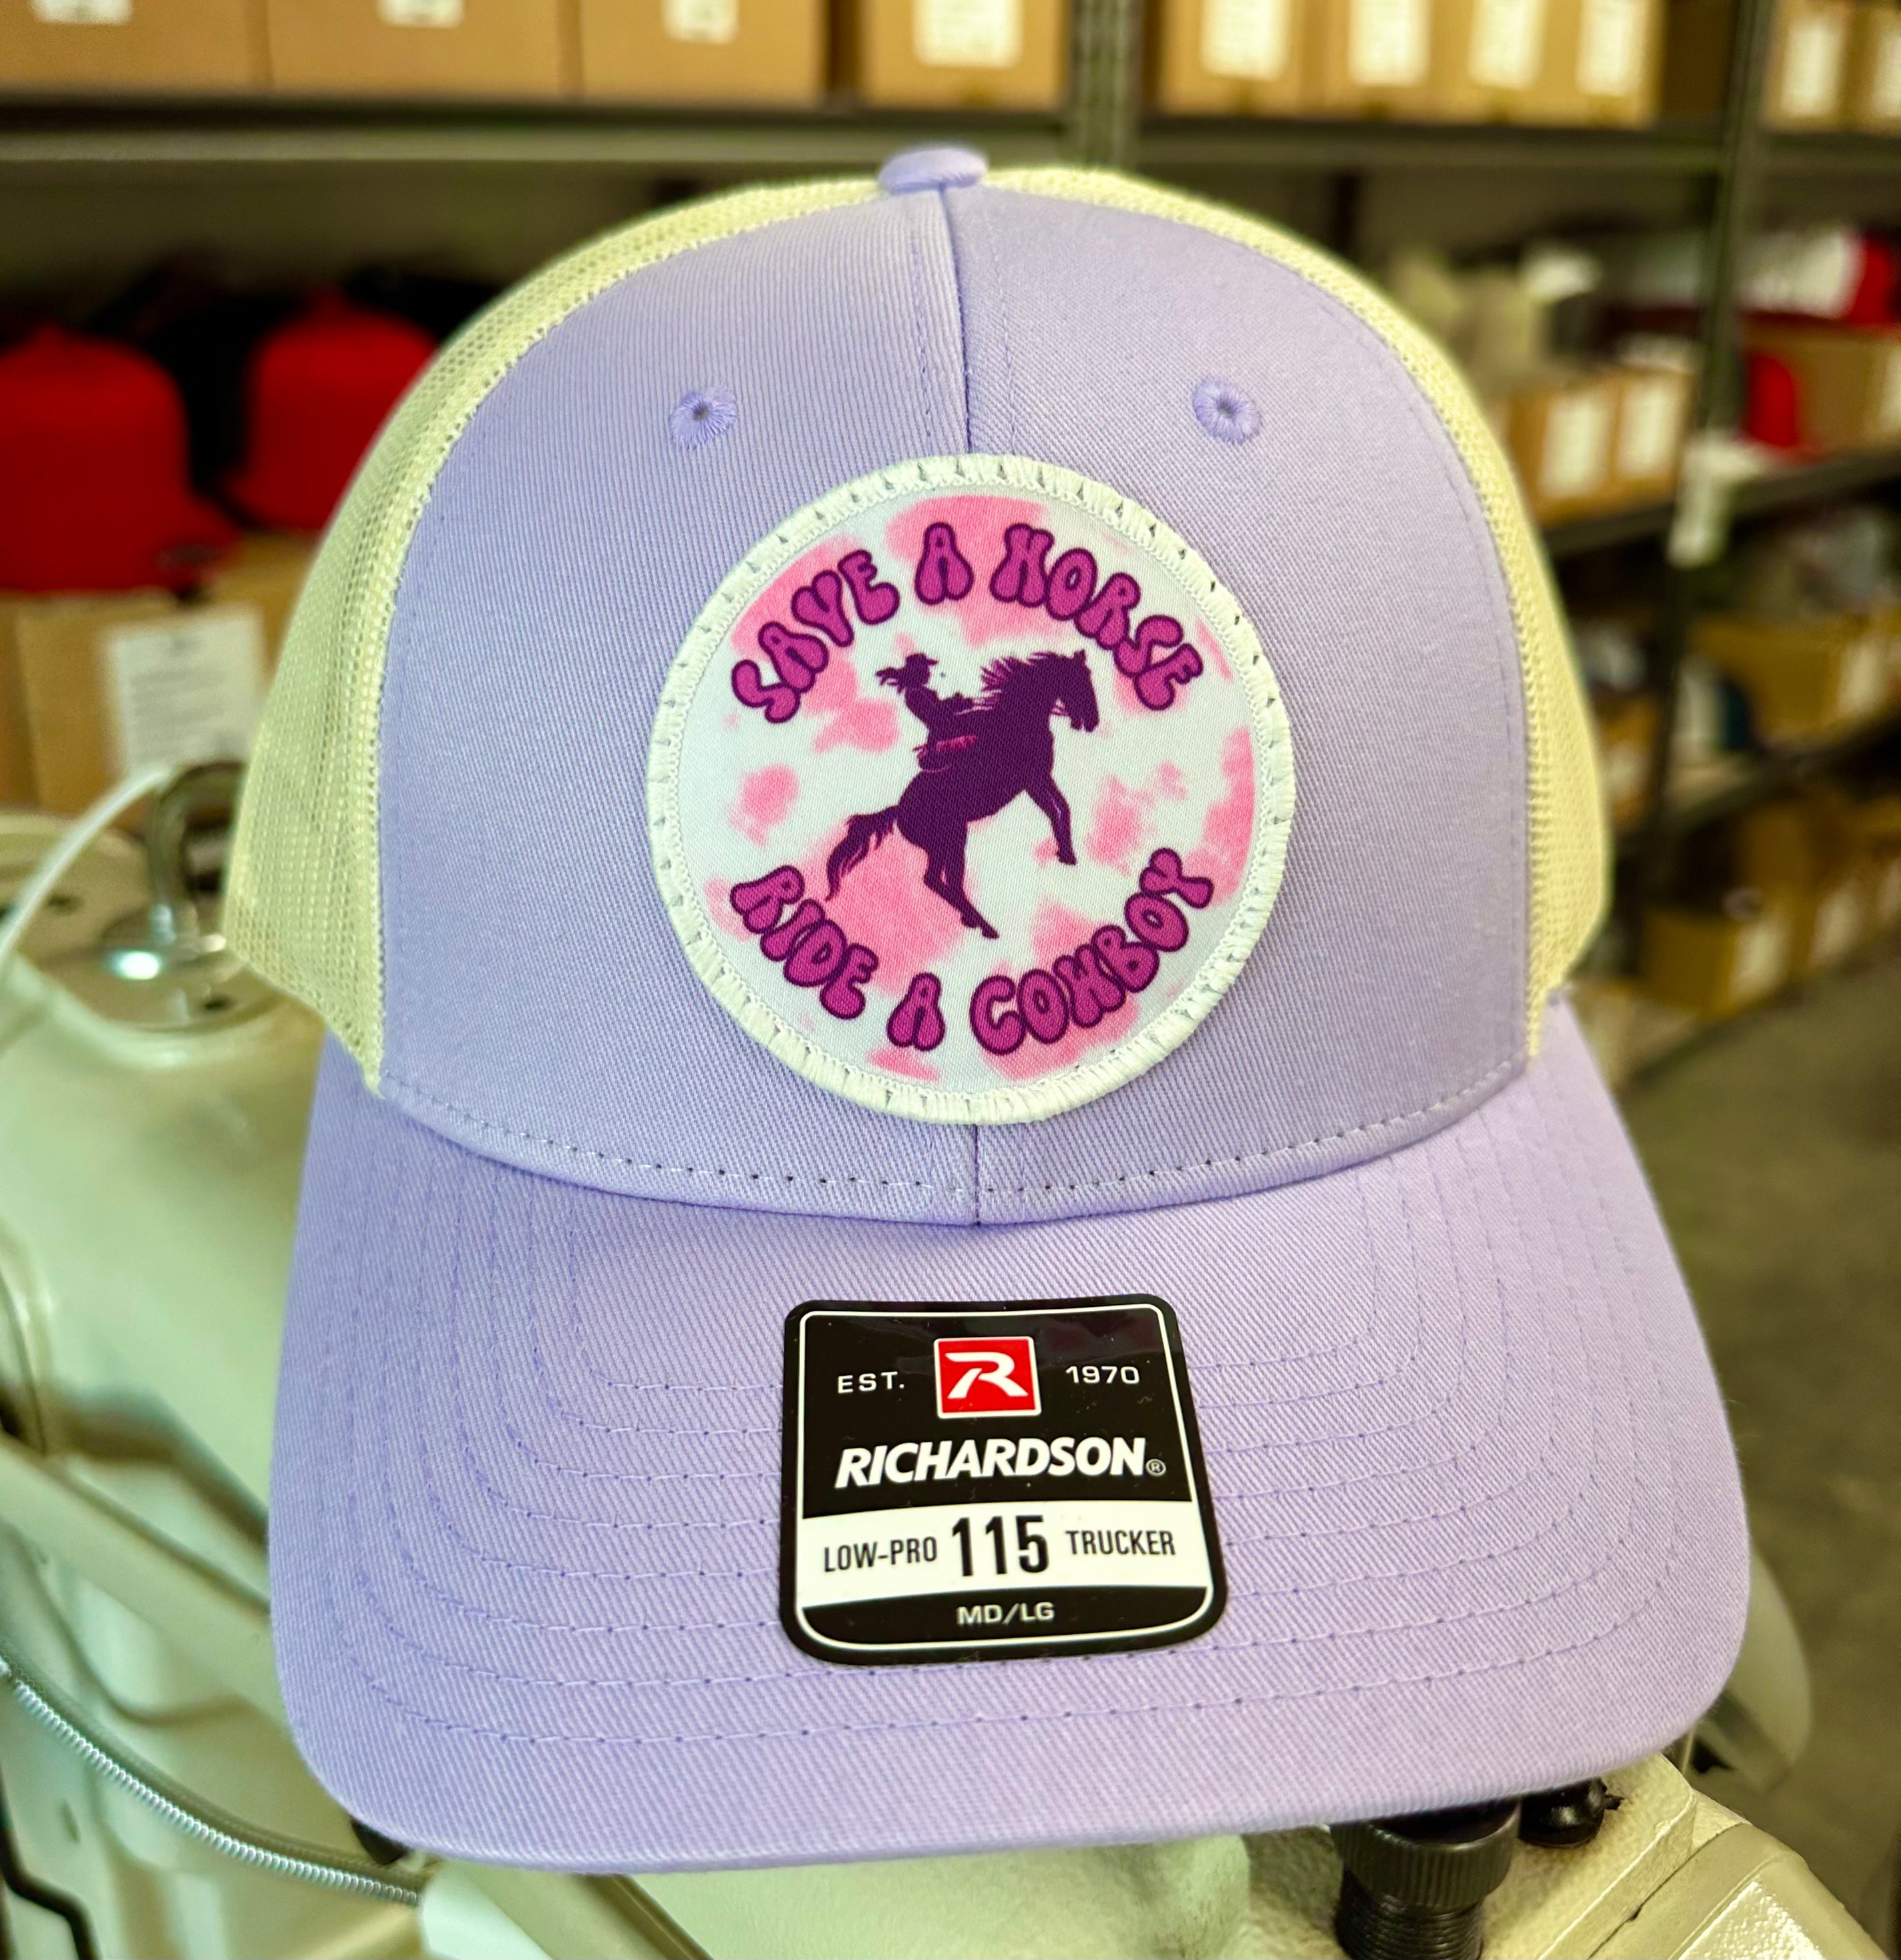 SAVE A HORSE
RIDE A COWBOY
EST. R 1970
RICHARDSON®
LOW-PRO 115 TRUCKER
MD/LG